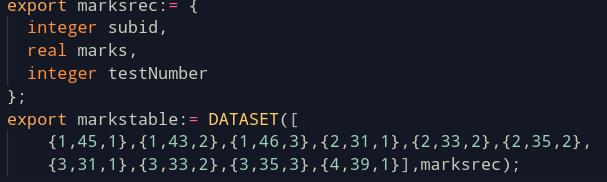 export marksrec:= {
integer subid,
real marks,
integer testNumber
};
export markstable:= DATASET([
{1,45,1},{1,43,2},{1,46,3},{2,31,1},{2,33,2},{2,35,2},
{3,31,1},{3,33,2},{3,35,3},{4,39,1}],marksrec);